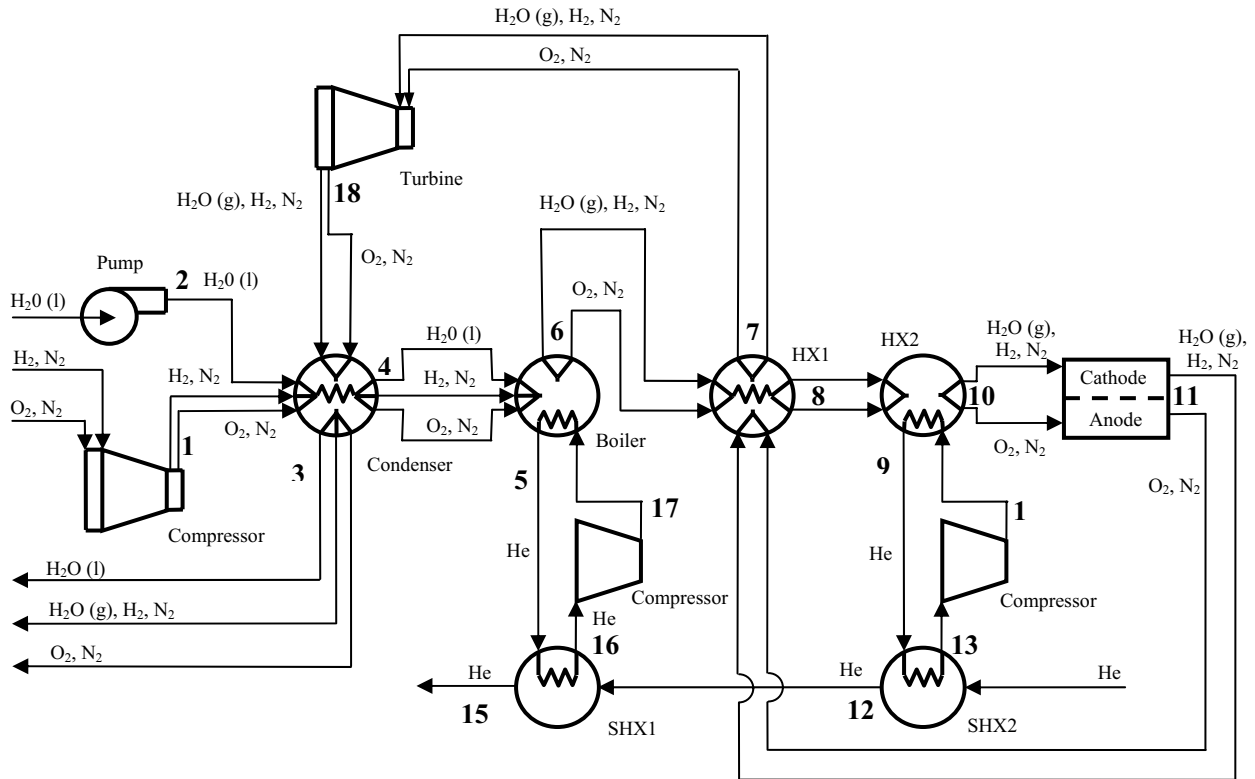 H₂O (g), H₂, N₂
O₂, N₂
Turbine
18
H₂O (g), H₂, N₂
H₂O (g), H₂, N₂
O₂, N₂
Pump
2
H₂0 (l)
H₂0 (l)
O₂, N₂
6
7
HX1
HX2
H₂O (g),
H₂, N₂
H₂O (g),
H₂, N₂
H₂0 (l)
4
H₂, N₂
H₂, N₂
H₂, N₂
8
10
Cathode
Anode
11
O₂, N₂
1
O₂, N₂
3
Condenser
O₂, N₂
Boiler
5
9
O₂, N₂
O₂, N₂
17
1
Compressor
He
He
H₂O (l)
Compressor
Compressor
H₂O (g), H₂, N₂
He
16
13
O₂, N₂
He
He
He
15
SHX1
12
SHX2